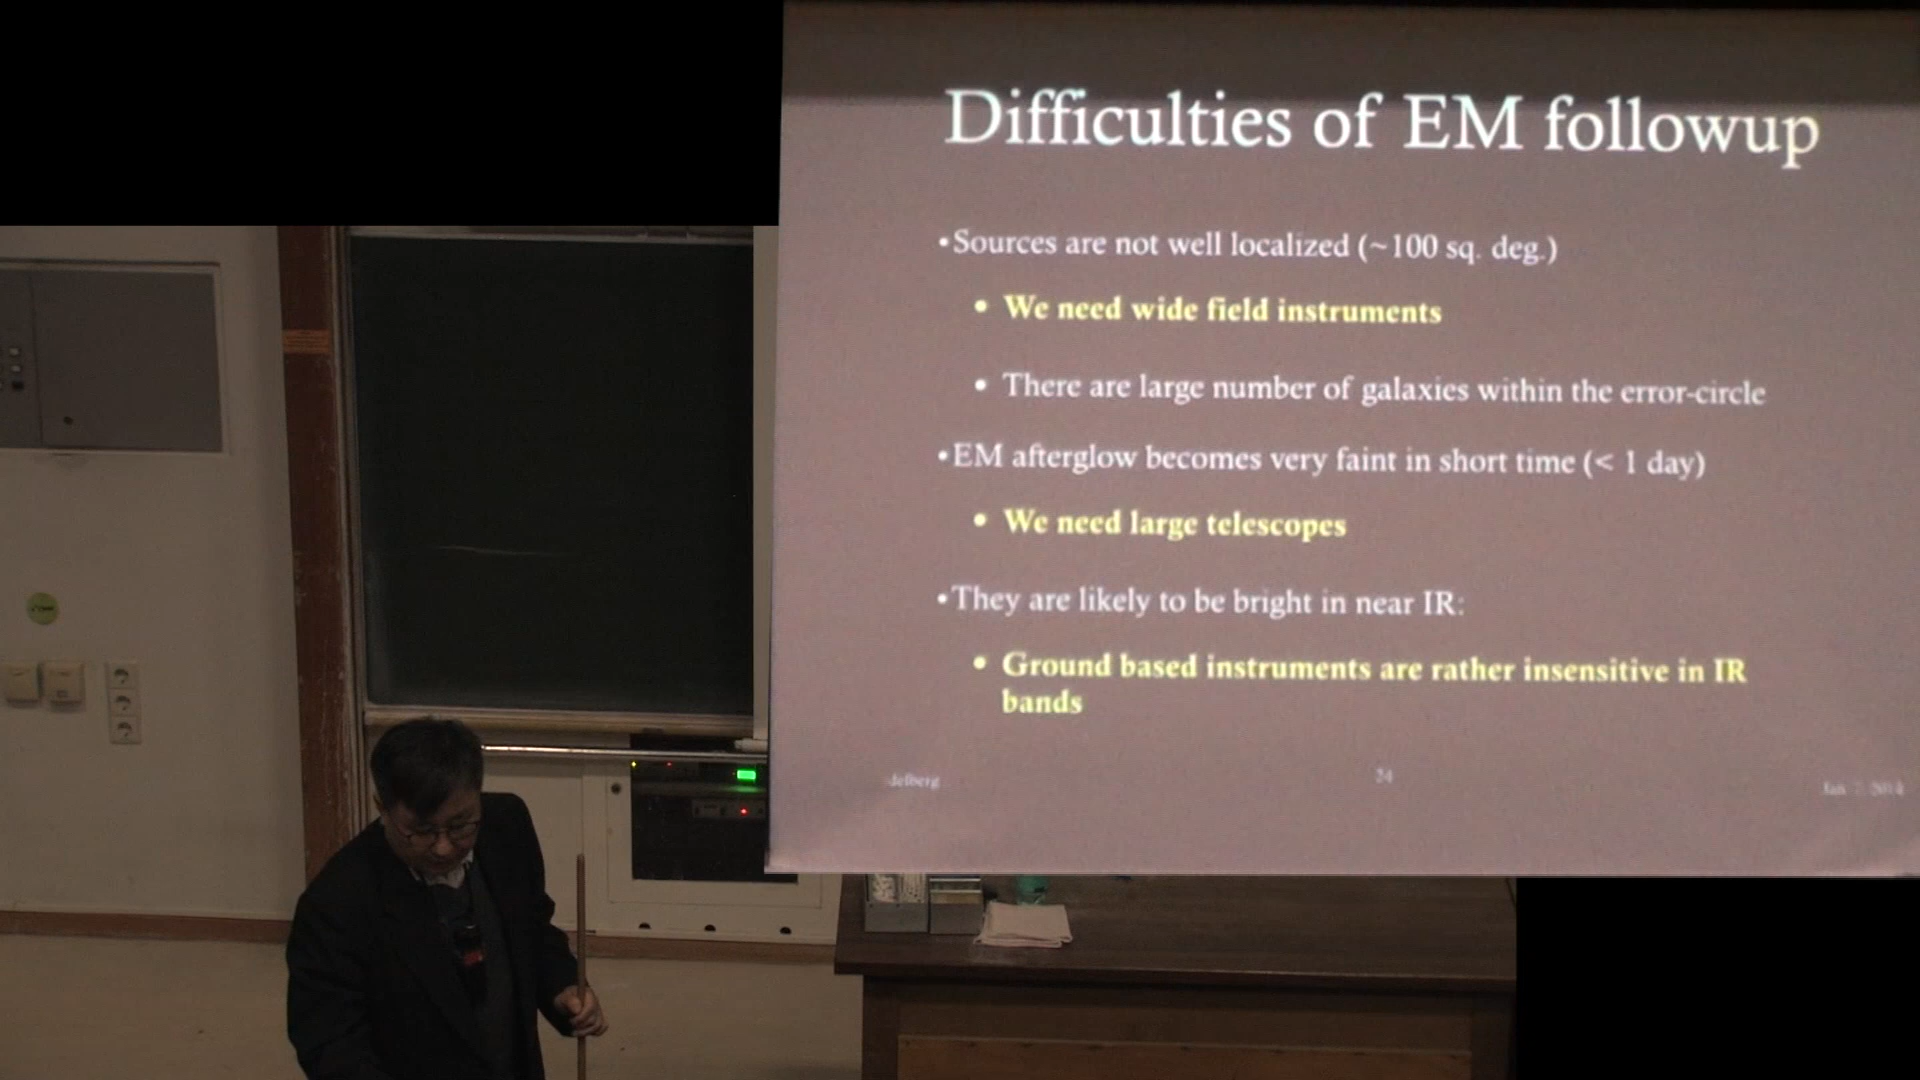 Difficulties of EM followup
•Sources are not well localized (~100 sq. deg.)
• We need wide field instruments
• There are large number of galaxies within the error-circle
•EM afterglow becomes very faint in short time (< 1 day)
• We need large telescopes
•They are likely to be bright in near IR:
• Ground based instruments are rather insensitive in IR
bands
delberg
24